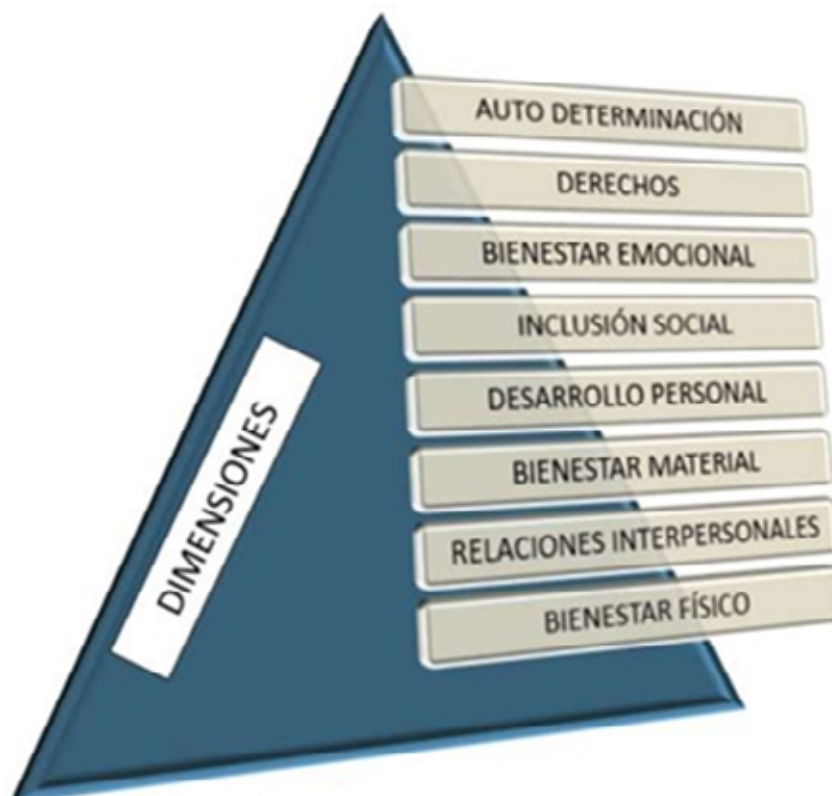 AUTO DETERMINACIÓN
DERECHOS
BIENESTAR EMOCIONAL
INCLUSIÓN SOCIAL
DESARROLLO PERSONAL
BIENESTAR MATERIAL
RELACIONES INTERPERSONALES
BIENESTAR FÍSICO
DIMENSIONES